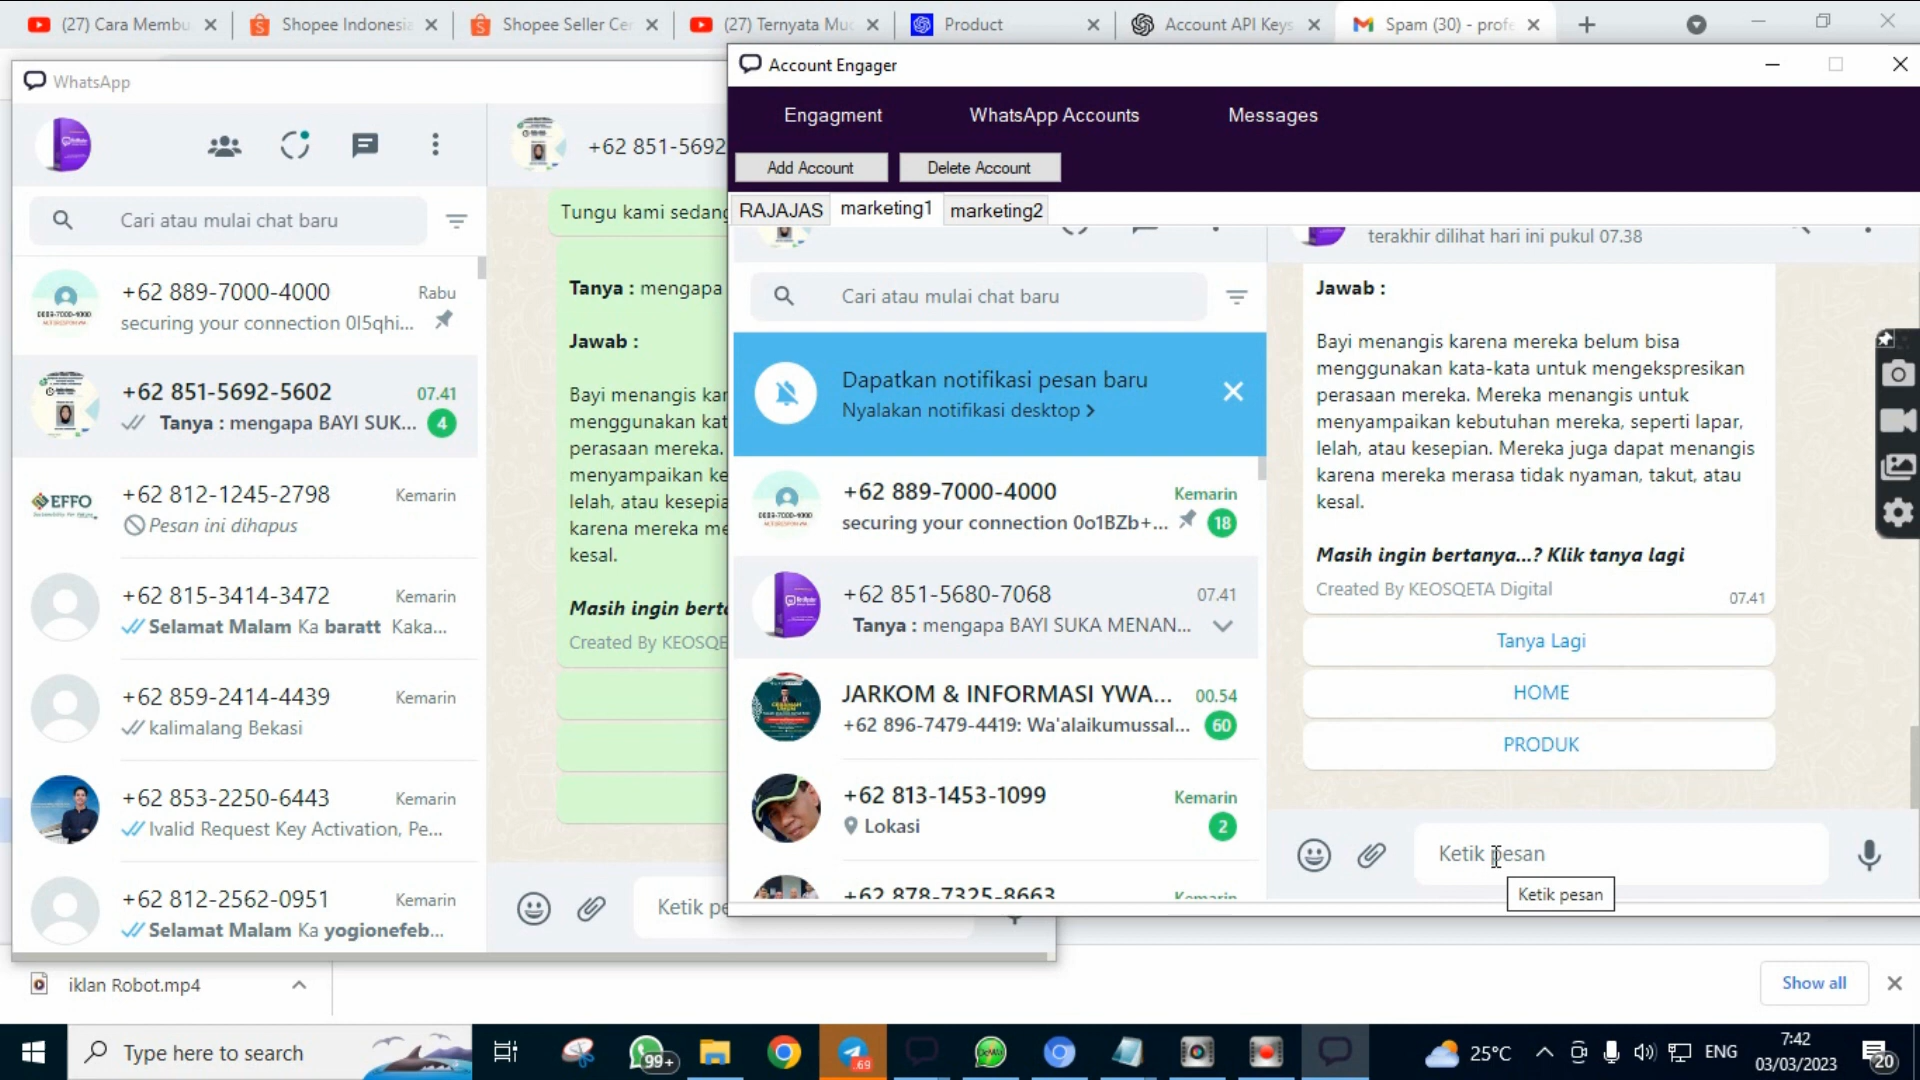 (27) Cara Membu
Shopee Indonesia
Shopee Seller Cer
(27) Ternyata Muc
Product
Account API Keys
Spam (30) - profe
WhatsApp
+62 851-5692
Cari atau mulai chat baru
+62 889-7000-4000
Rabu
securing your connection 0I5qhi...
+62 851-5692-5602
07.41
Tanya : mengapa BAYI SUK...
4
EFFO
+62 812-1245-2798
Kemarin
Pesan ini dihapus
+62 815-3414-3472
Kemarin
Selamat Malam Ka baratt Kaka...
+62 859-2414-4439
Kemarin
kalimalang Bekasi
+62 853-2250-6443
Kemarin
Ivalid Request Key Activation, Pe...
+62 812-2562-0951
Kemarin
Selamat Malam Ka yogionefeb...
Tungu kami sedang
Tanya : mengapa
Jawab :
Bayi menangis kar
menggunakan kat
perasaan mereka.
menyampaikan ke
lelah, atau kesepia
karena mereka me
kesal.
Masih ingin berta
Created By KEOSQE
Ketik pe
Account Engager
Engagment
WhatsApp Accounts
Messages
Add Account
Delete Account
RAJAJAS
marketing1
marketing2
terakhir dilihat hari ini pukul 07.38
Cari atau mulai chat baru
Dapatkan notifikasi pesan baru
Nyalakan notifikasi desktop >
+62 889-7000-4000
Kemarin
securing your connection 0o1BZb+...
18
+62 851-5680-7068
07.41
Tanya : mengapa BAYI SUKA MENAN...
JARKOM & INFORMASI YWA...
00.54
+62 896-7479-4419: Wa'alaikumussal...
60
+62 813-1453-1099
Kemarin
Lokasi
2
+62 878-7325-8663
Kemarin
Jawab :
Bayi menangis karena mereka belum bisa
menggunakan kata-kata untuk mengekspresikan
perasaan mereka. Mereka menangis untuk
menyampaikan kebutuhan mereka, seperti lapar,
lelah, atau kesepian. Mereka juga dapat menangis
karena mereka merasa tidak nyaman, takut, atau
kesal.
Masih ingin bertanya...? Klik tanya lagi
Created By KEOSQETA Digital
07.41
Tanya Lagi
HOME
PRODUK
Ketik pesan
Ketik pesan
iklan Robot.mp4
Show all
Type here to search
99+
.69
25°C
ENG
7:42
03/03/2023
20